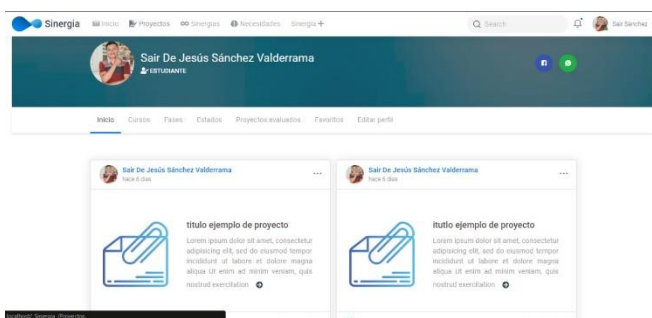 Sinergia Inicio Proyectos Sinergias Necesidades Sinergia + Search Sair Sánchez
Sair De Jesús Sánchez Valderrama
ESTUDIANTE
Inicio Cursos Fases Estados Proyectos evaluados Favoritos Editar perfil
Sair De Jesús Sánchez Valderrama
hace 6 días
titulo ejemplo de proyecto
Lorem ipsum dolor sit amet, consectetur
adipisicing elit, sed do eiusmod tempor
incididunt ut labore et dolore magna
aliqua Ut enim ad minim veniam, quis
nostrud exercitation
Sair De Jesús Sánchez Valderrama
hace 6 días
itutlo ejemplo de proyecto
Lorem ipsum dolor sit amet, consectetur
adipisicing elit, sed do eiusmod tempor
incididunt ut labore et dolore magna
aliqua Ut enim ad minim veniam, quis
nostrud exercitation